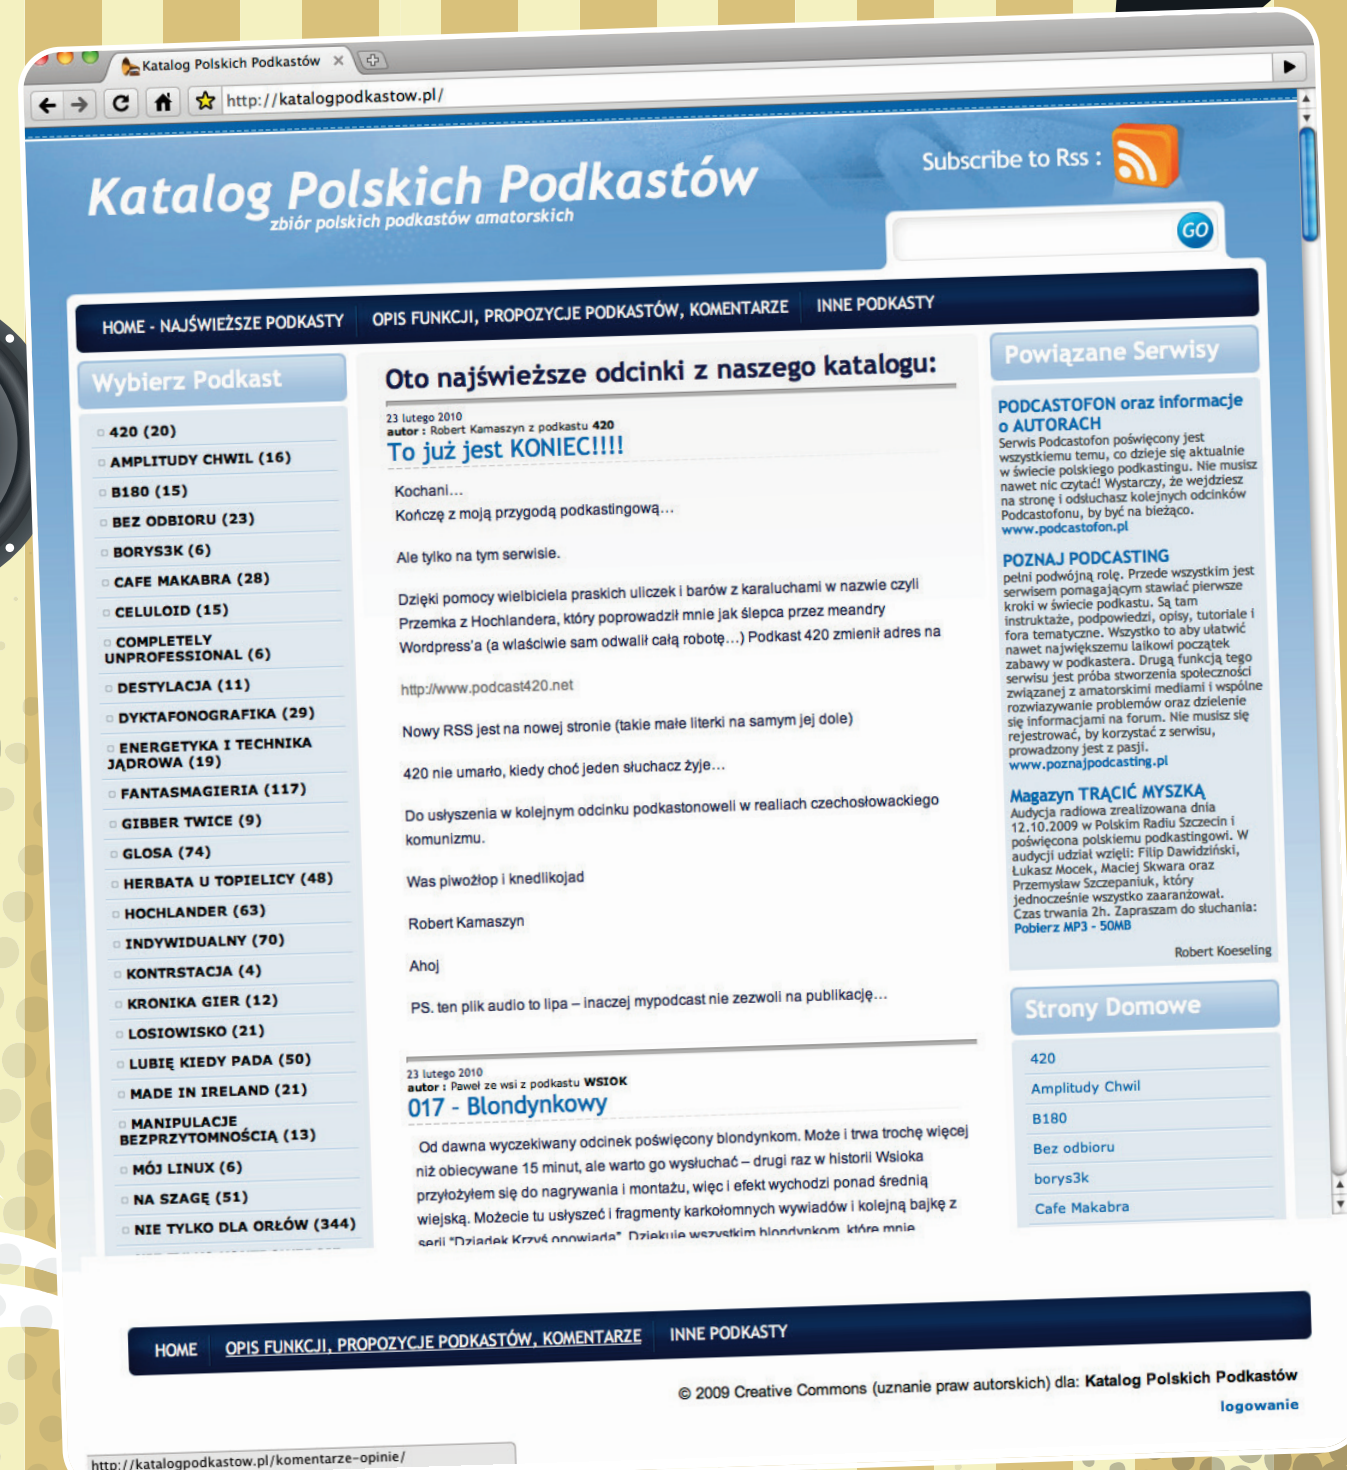 Katalog Polskich Podkastów
http://katalogpodkastow.pl/
Katalog Polskich Podkastów
zbiór polskich podkastów amatorskich
Subscribe to Rss :
GO
HOME - NAJŚWIEŻSZE PODKASTY
OPIS FUNKCJI, PROPOZYCJE PODKASTÓW, KOMENTARZE
INNE PODKASTY
Wybierz Podkast
420 (20)
AMPLITUDY CHWIL (16)
B180 (15)
BEZ ODBIORU (23)
BORYS3K (6)
CAFE MAKABRA (28)
CELULOID (15)
COMPLETELY
UNPROFESSIONAL (6)
DESTYLACJA (11)
DYKTAFONOGRAFIKA (29)
ENERGETYKA I TECHNIKA
JĄDROWA (19)
FANTASMAGIERIA (117)
GIBBER TWICE (9)
GLOSA (74)
HERBATA U TOPIELICY (48)
HOCHLANDER (63)
INDYWIDUALNY (70)
KONTRSTACJA (4)
KRONIKA GIER (12)
LOSIOWISKO (21)
LUBIĘ KIEDY PADA (50)
MADE IN IRELAND (21)
MANIPULACJE
BEZPRZYTOMNOŚCIĄ (13)
MÓJ LINUX (6)
NA SZAGĘ (51)
NIE TYLKO DLA ORŁÓW (344)
Oto najświeższe odcinki z naszego katalogu:
23 lutego 2010
autor : Robert Kamaszyn z podkastu 420
To już jest KONIEC!!!!
Kochani...
Kończę z moją przygodą podkastingową...
Ale tylko na tym serwisie.
Dzięki pomocy wielbiciela praskich uliczek i barów z karaluchami w nazwie czyli
Przemka z Hochlandera, który poprowadził mnie jak ślepca przez meandry
Wordpress'a (a wlaściwie sam odwalił całą robotę...) Podkast 420 zmienił adres na
http://www.podcast420.net
Nowy RSS jest na nowej stronie (takie małe literki na samym jej dole)
420 nie umarło, kiedy choć jeden słuchacz żyje...
Do usłyszenia w kolejnym odcinku podkastonoweli w realiach czechosłowackiego
komunizmu.
Was piwożłop i knedlikojad
Robert Kamaszyn
Ahoj
PS. ten plik audio to lipa – inaczej mypodcast nie zezwoli na publikację...
23 lutego 2010
autor : Paweł ze wsi z podkastu WSIOK
017 - Blondynkowy
Od dawna wyczekiwany odcinek poświęcony blondynkom. Może i trwa trochę więcej
niż obiecywane 15 minut, ale warto go wysłuchać – drugi raz w historii Wsioka
przyłożyłem się do nagrywania i montażu, więc i efekt wychodzi ponad średnią
wiejską. Możecie tu usłyszeć i fragmenty karkołomnych wywiadów i kolejną bajkę z
serii "Dziadek Krzyś opowiada". Dziękuję wszystkim blondynkom, które mnie
Powiązane Serwisy
PODCASTOFON oraz informacje
o AUTORACH
Serwis Podcastofon poświęcony jest
wszystkiemu temu, co dzieje się aktualnie
w świecie polskiego podkastingu. Nie musisz
nawet nic czytać! Wystarczy, że wejdziesz
na stronę i odsłuchasz kolejnych odcinków
Podcastofonu, by być na bieżąco.
www.podcastofon.pl
POZNAJ PODCASTING
pełni podwójną rolę. Przede wszystkim jest
serwisem pomagającym stawiać pierwsze
kroki w świecie podkastu. Są tam
instruktaże, podpowiedzi, opisy, tutoriale i
fora tematyczne. Wszystko to aby ułatwić
nawet największemu laikowi początek
zabawy w podkastera. Drugą funkcją tego
serwisu jest próba stworzenia społeczności
związanej z amatorskimi mediami i wspólne
rozwiazywanie problemów oraz dzielenie
się informacjami na forum. Nie musisz się
rejestrować, by korzystać z serwisu,
prowadzony jest z pasji.
www.poznajpodcasting.pl
Magazyn TRĄCIĆ MYSZKĄ
Audycja radiowa zrealizowana dnia
12.10.2009 w Polskim Radiu Szczecin i
poświęcona polskiemu podkastingowi. W
audycji udział wzięli: Filip Dawidziński,
Łukasz Mocek, Maciej Skwara oraz
Przemysław Szczepaniuk, który
jednocześnie wszystko zaaranżował.
Czas trwania 2h. Zapraszam do słuchania:
Pobierz MP3 - 50MB
Robert Koeseling
Strony Domowe
420
Amplitudy Chwil
B180
Bez odbioru
borys3k
Cafe Makabra
HOME
OPIS FUNKCJI, PROPOZYCJE PODKASTÓW, KOMENTARZE
INNE PODKASTY
© 2009 Creative Commons (uznanie praw autorskich) dla: Katalog Polskich Podkastów
logowanie
http://katalogpodkastow.pl/komentarze-opinie/